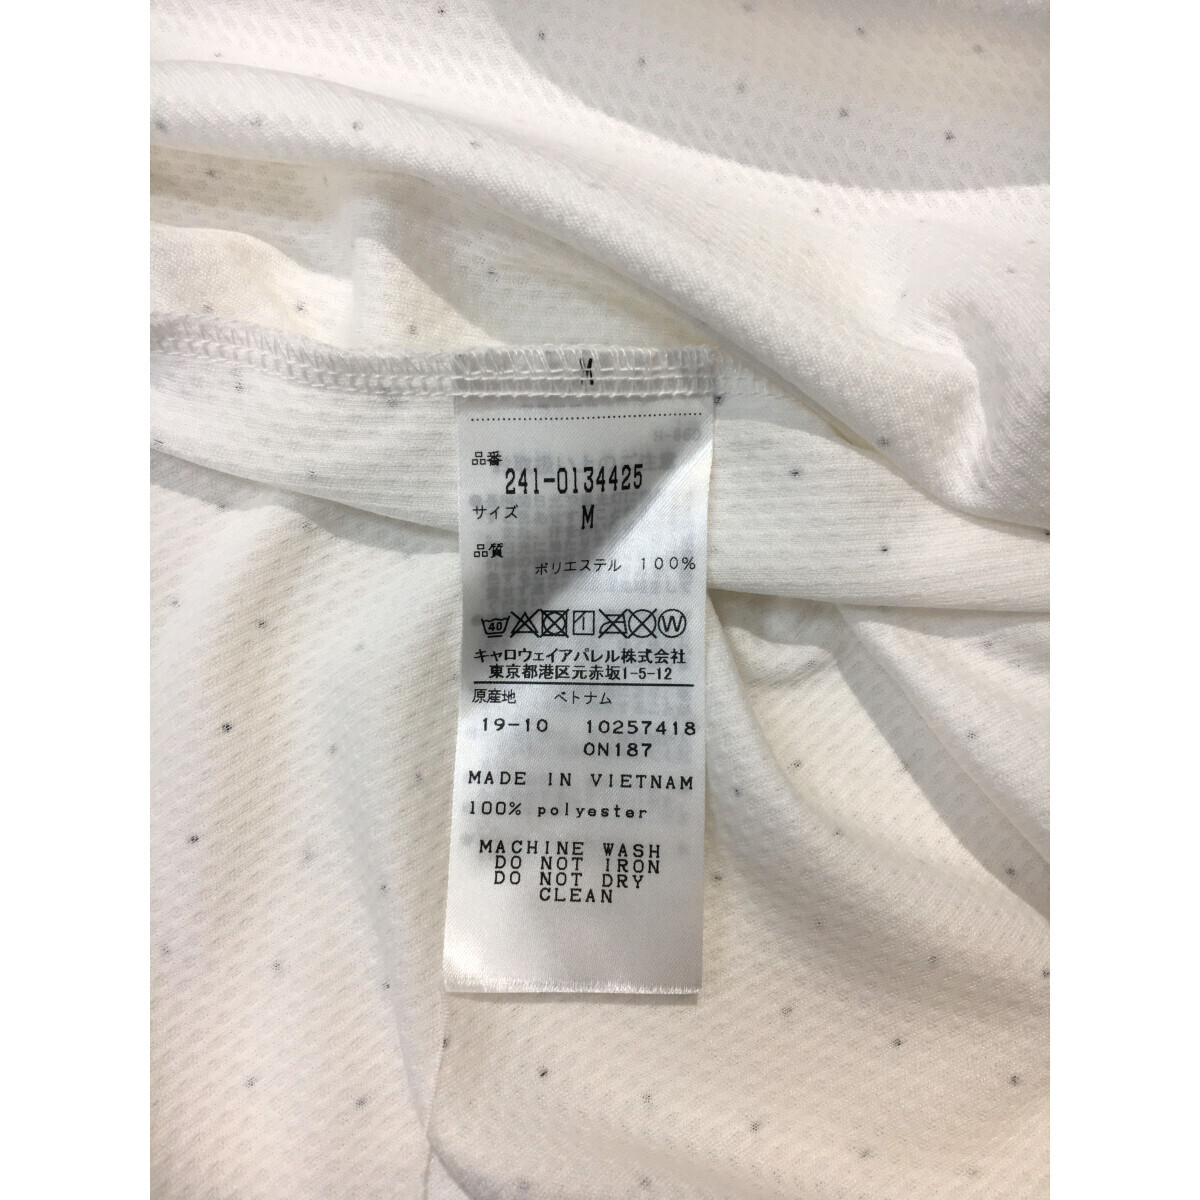 品番
241-0134425
サイズ M
品質
ポリエステル 100%
40 W
キャロウェイアパレル株式会社
東京都港区元赤坂1-5-12
原産地 ベトナム
19-10 10257418
0N187
MADE IN VIETNAM
100% polyester
MACHINE WASH
DO NOT IRON
DO NOT DRY
CLEAN